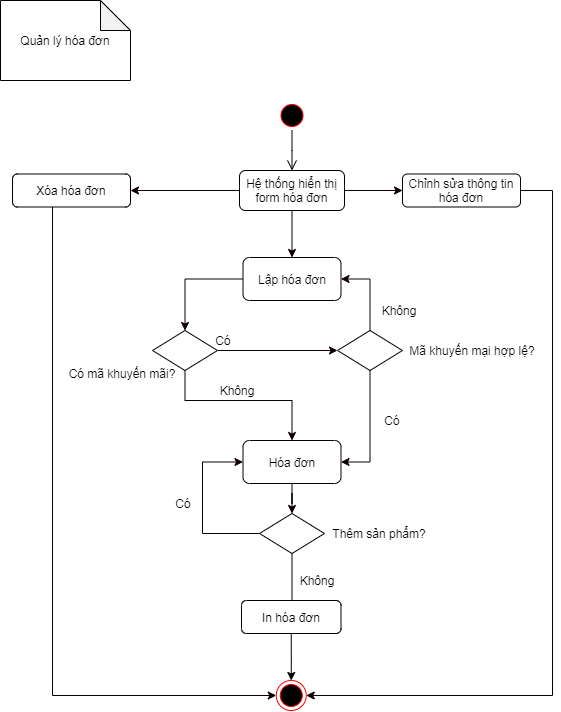 Quản lý hóa đơn
Hệ thống hiển thị
form hóa đơn
Xóa hóa đơn
Chỉnh sửa thông tin
hóa đơn
Lập hóa đơn
Không
Có
Mã khuyến mại hợp lệ?
Có mã khuyến mãi?
Không
Có
Hóa đơn
Có
Thêm sản phẩm?
Không
In hóa đơn